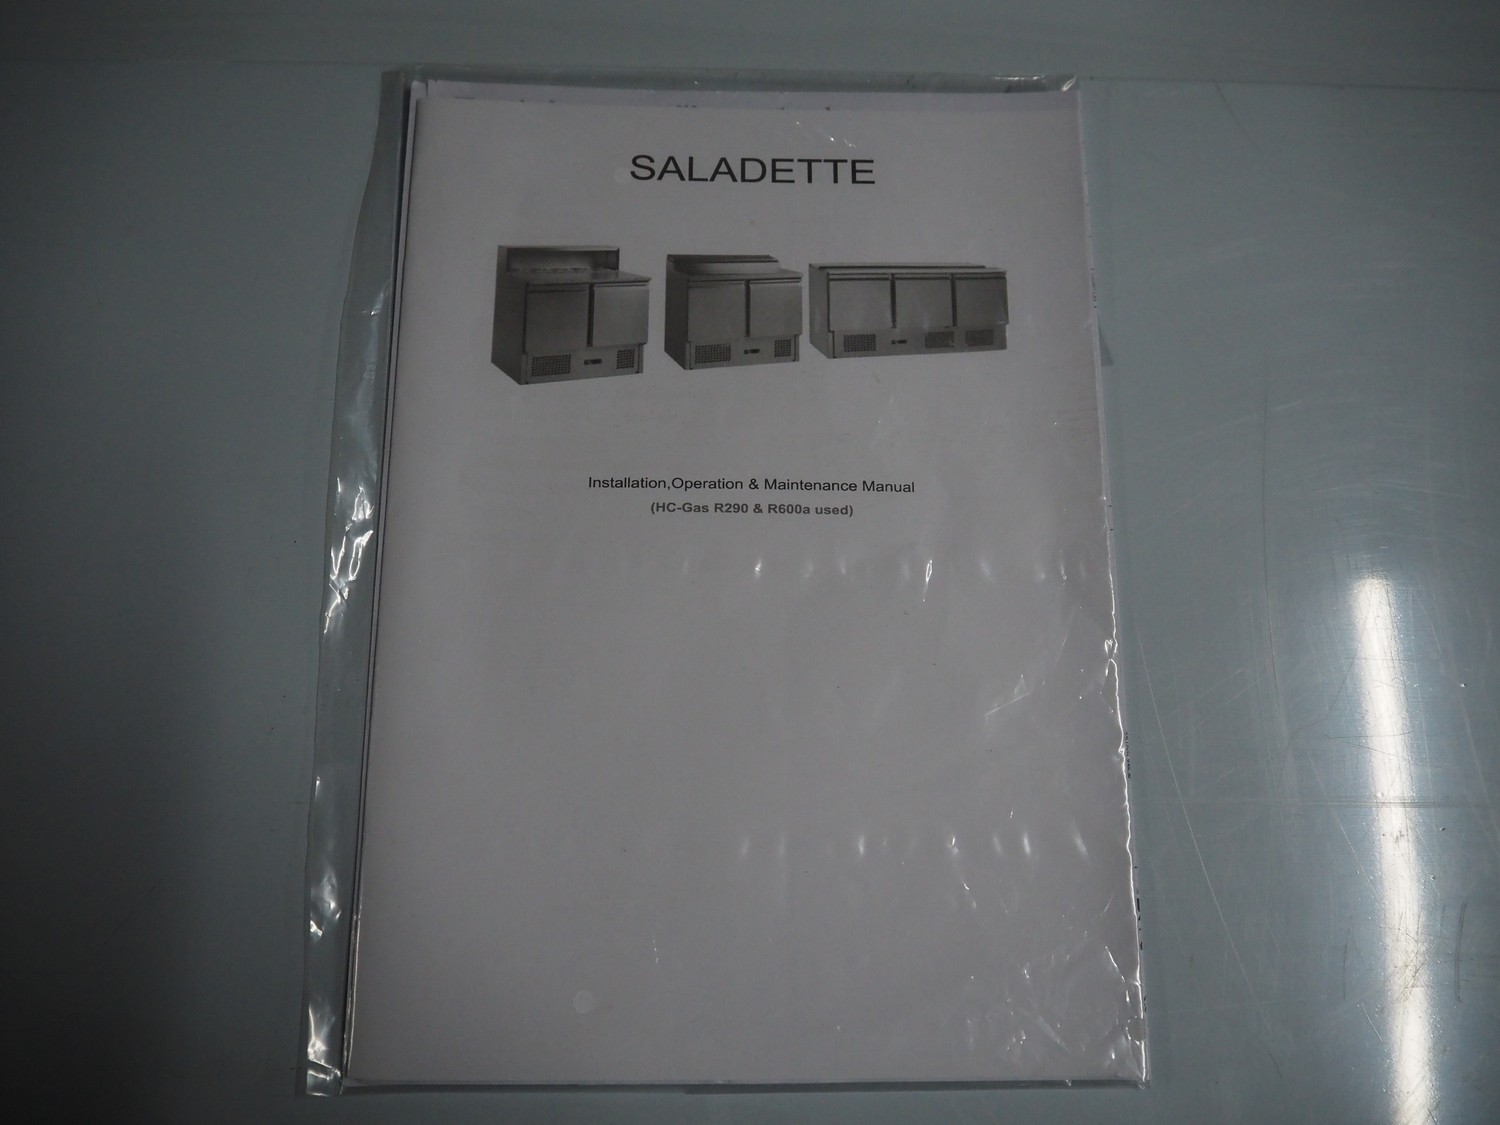 SALADETTE
Installation,Operation & Maintenance Manual
(HC-Gas R290 & R600a used)